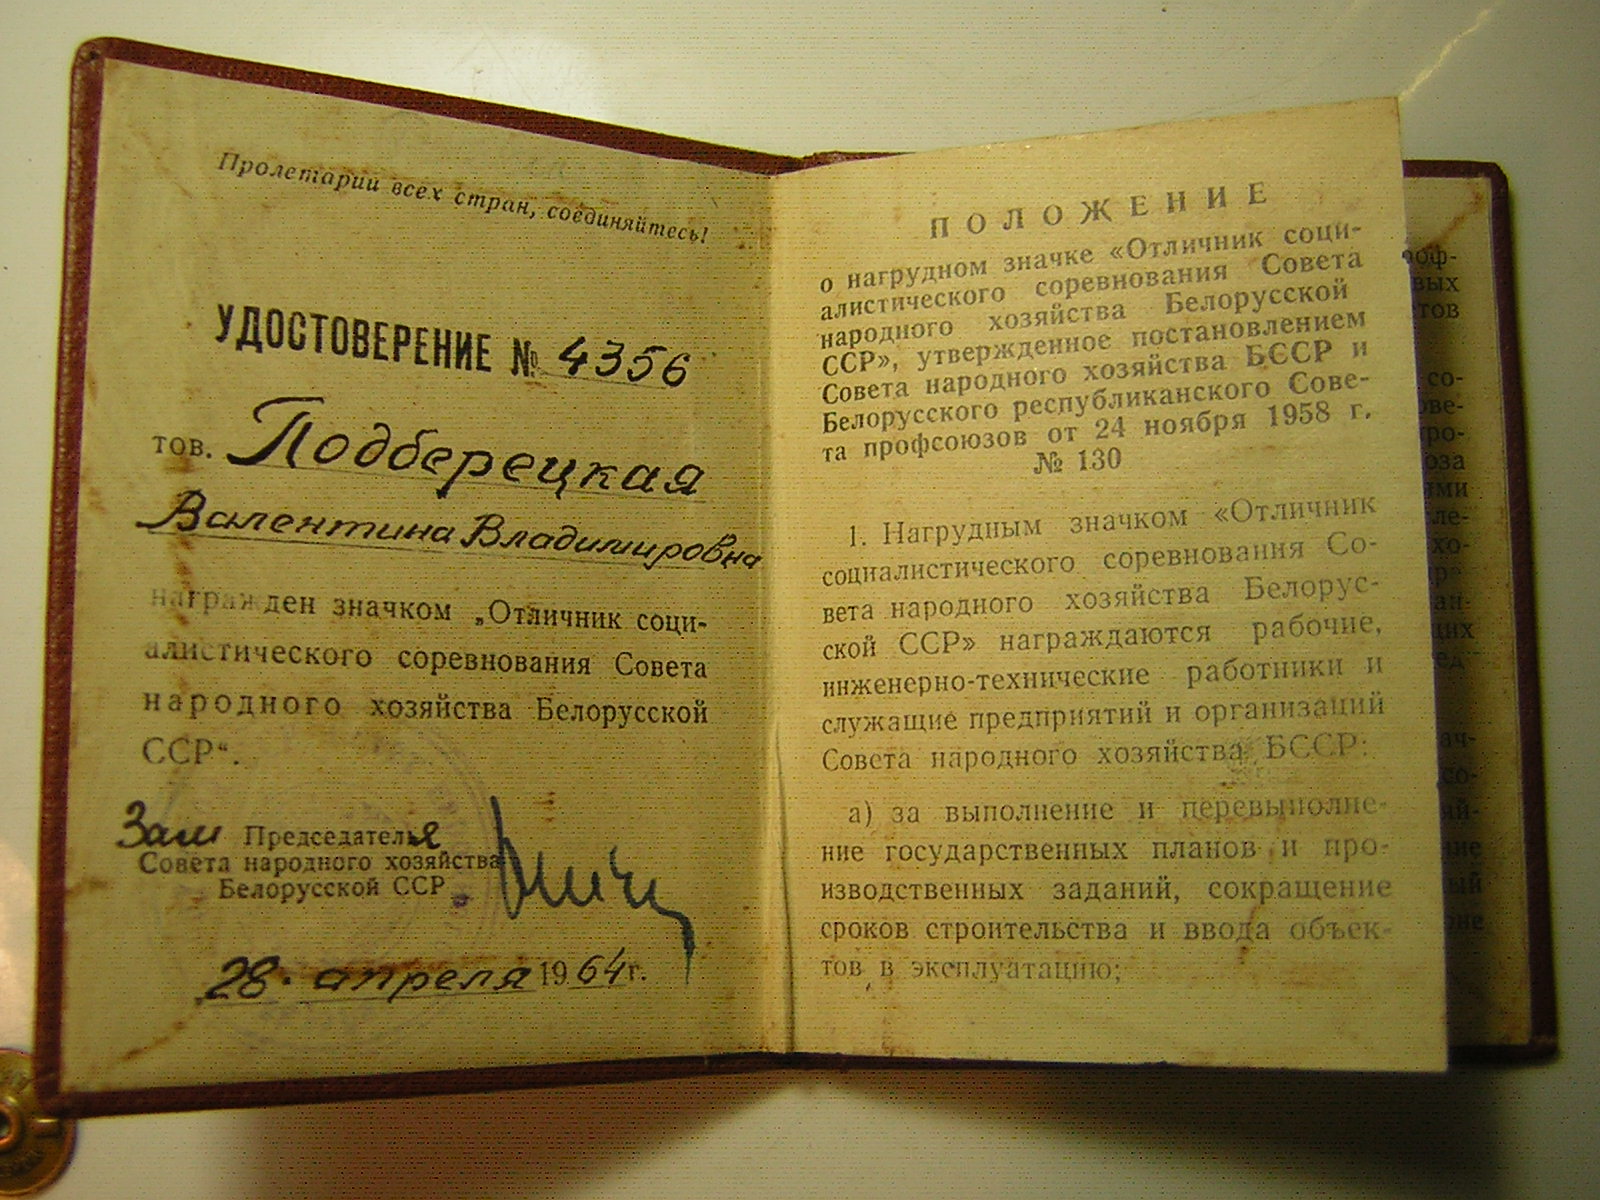 Пролетарии всех стран, соединяйтесь!
УДОСТОВЕРЕНИЕ № 4356
тов. Подберецкая
Валентина Владимировна
награжден значком „Отличник соци-
алистического соревнования Совета
народного хозяйства Белорусской
ССР“.
Зам Председателя
Совета народного хозяйства
Белорусской ССР
28. апреля 1964 г.
ПОЛОЖЕНИЕ
о нагрудном значке «Отличник соци-
алистического соревнования Совета
народного хозяйства Белорусской
ССР», утвержденное постановлением
Совета народного хозяйства БССР и
Белорусского республиканского Сове-
та профсоюзов от 24 ноября 1958 г.
№ 130
1. Нагрудным значком «Отличник
социалистического соревнования Со-
вета народного хозяйства Белорус-
ской ССР» награждаются рабочие,
инженерно-технические работники и
служащие предприятий и организаций
Совета народного хозяйства БССР:
а) за выполнение и перевыполне-
ние государственных планов и про-
изводственных заданий, сокращение
сроков строительства и ввода объек-
тов в эксплуатацию;